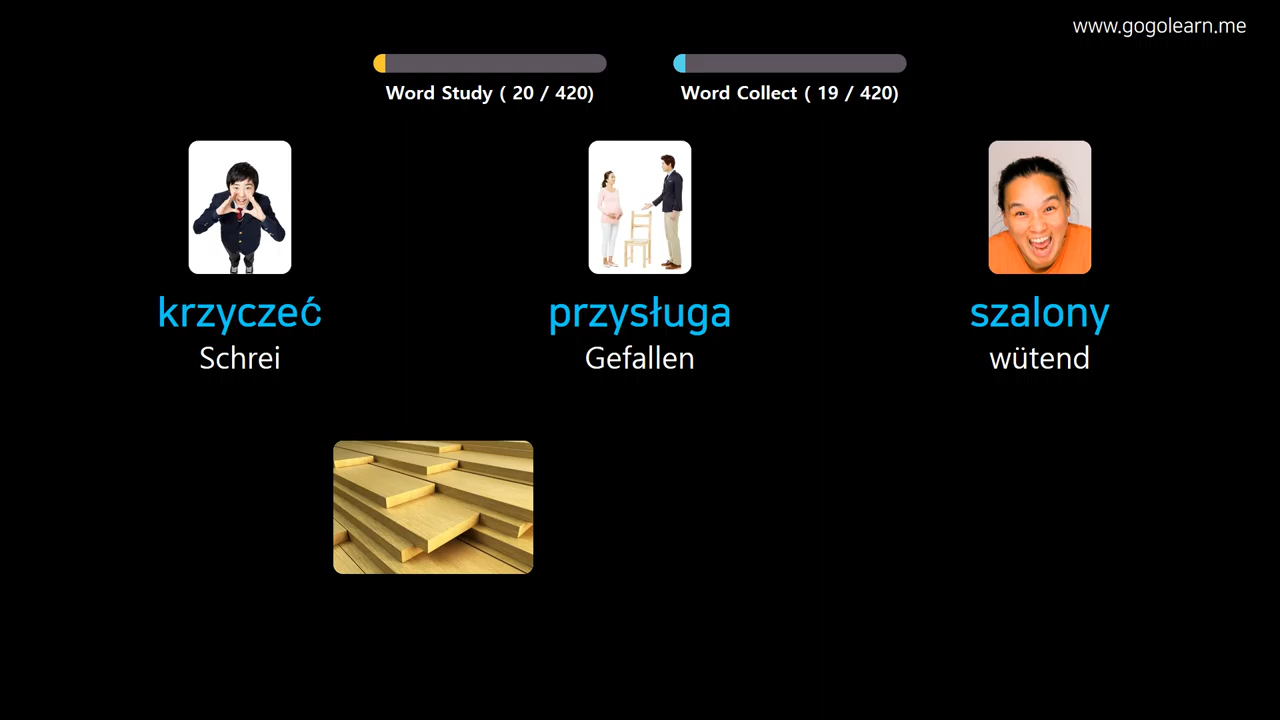 www.gogolearn.me
Word Study ( 20 / 420)
Word Collect ( 19 / 420)
krzyczeć
przysługa
szalony
Schrei
Gefallen
wütend